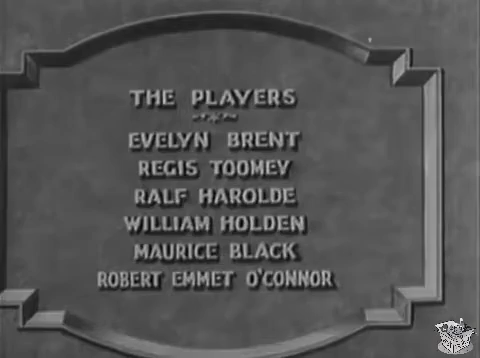 THE PLAYERS
EVELYN BRENT
REGIS TOOMEY
RALF HAROLDE
WILLIAM HOLDEN
MAURICE BLACK
ROBERT EMMET O'CONNOR